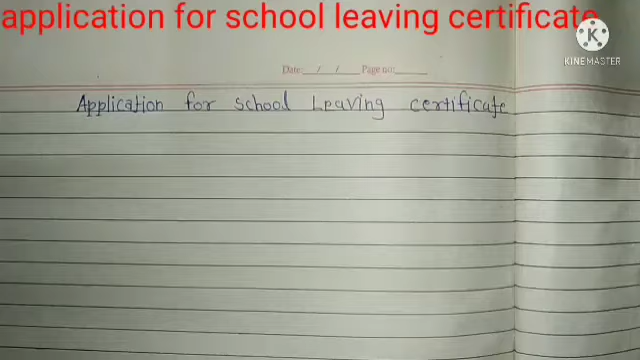 application for school leaving certificate
KINEMASTER
Date: / / Page no:
Application for school Leaving certificate